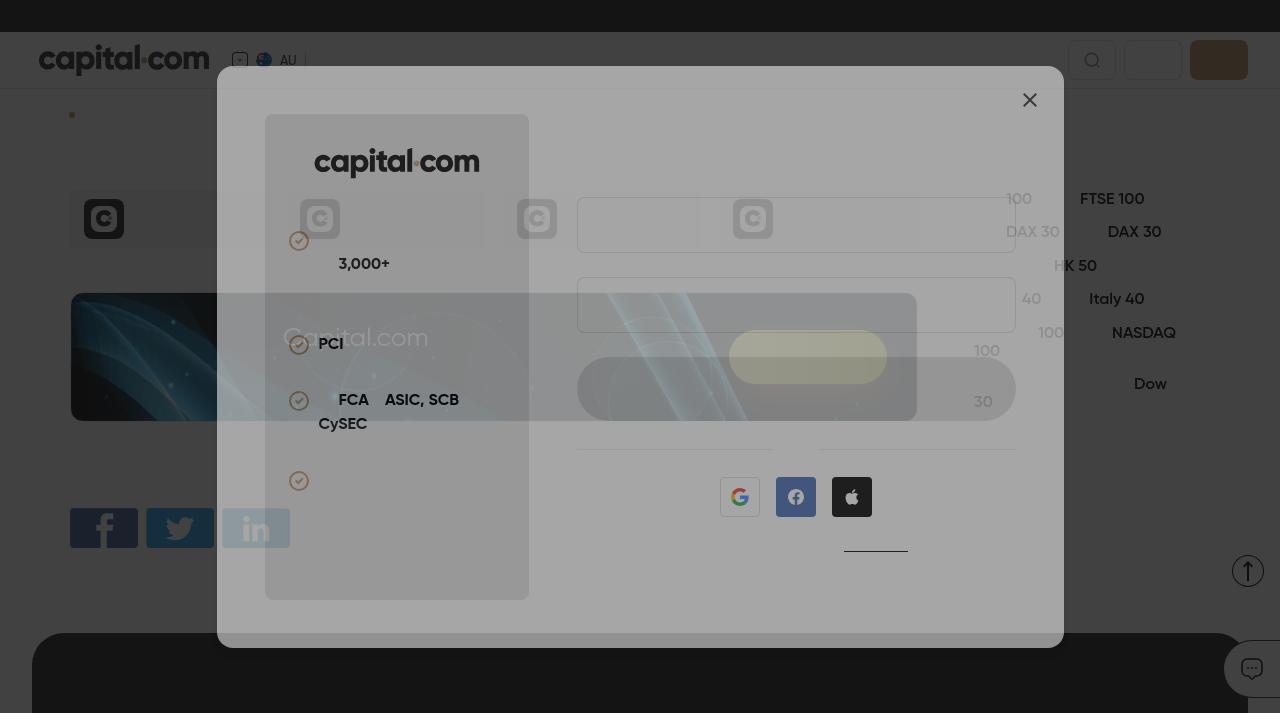 capital.com
AU
capital.com
3,000+
Capital.com
PCI
FCA ASIC, SCB
CySEC
100 FTSE 100
DAX 30 DAX 30
HK 50
40 Italy 40
100 NASDAQ
100
Dow
30